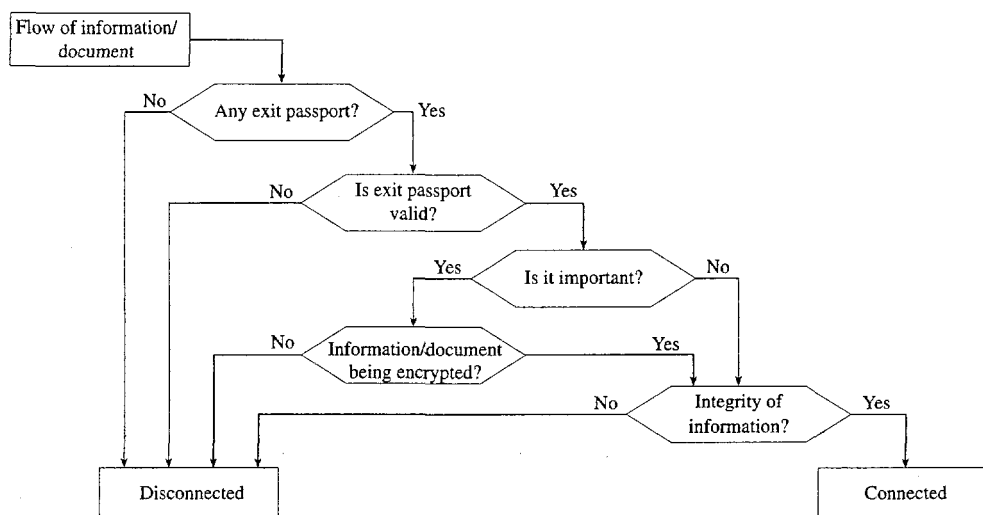 Flow of information/
document
No
Any exit passport?
Yes
No
Is exit passport
valid?
Yes
Yes
Is it important?
No
No
Information/document
being encrypted?
Yes
No
Integrity of
information?
Yes
Disconnected
Connected